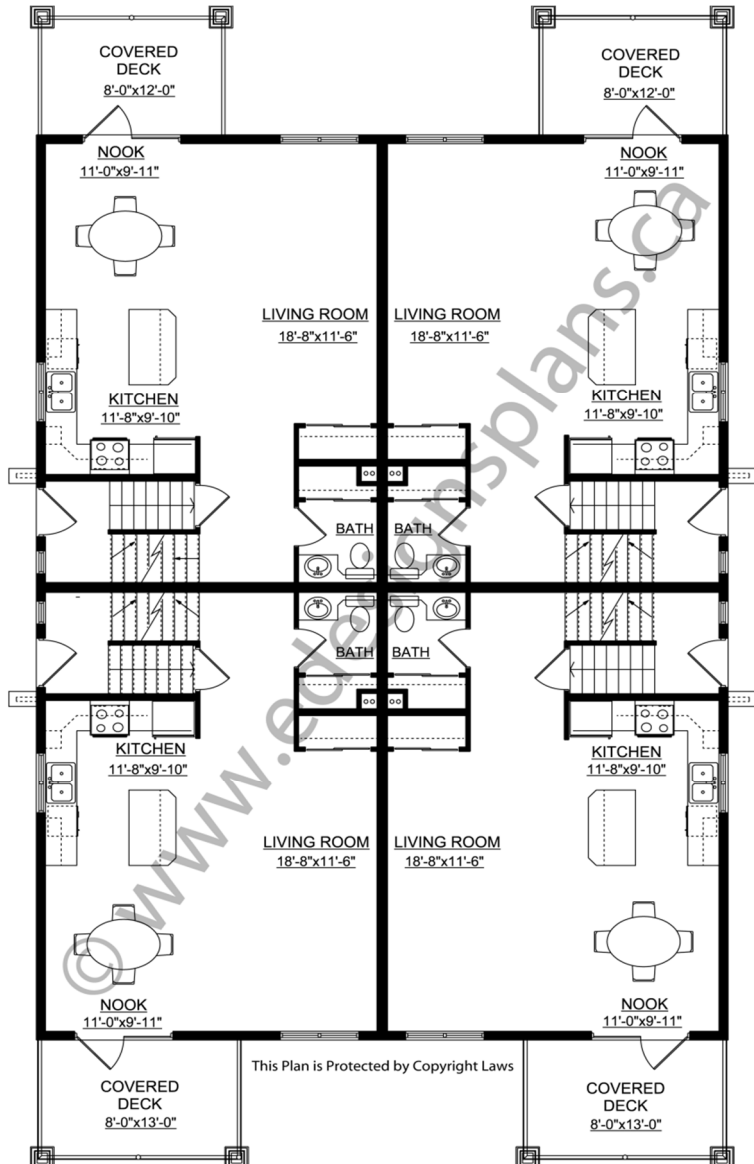 COVERED
DECK
8'-0"x12'-0"
COVERED
DECK
8'-0"x12'-0"
NOOK
11'-0"x9'-11"
NOOK
11'-0"x9'-11"
LIVING ROOM
18'-8"x11'-6"
LIVING ROOM
18'-8"x11'-6"
KITCHEN
11'-8"x9'-10"
KITCHEN
11'-8"x9'-10"
BATH
BATH
BATH
BATH
KITCHEN
11'-8"x9'-10"
KITCHEN
11'-8"x9'-10"
LIVING ROOM
18'-8"x11'-6"
LIVING ROOM
18'-8"x11'-6"
NOOK
11'-0"x9'-11"
NOOK
11'-0"x9'-11"
This Plan is Protected by Copyright Laws
COVERED
DECK
8'-0"x13'-0"
COVERED
DECK
8'-0"x13'-0"
© www.edesignsplans.ca